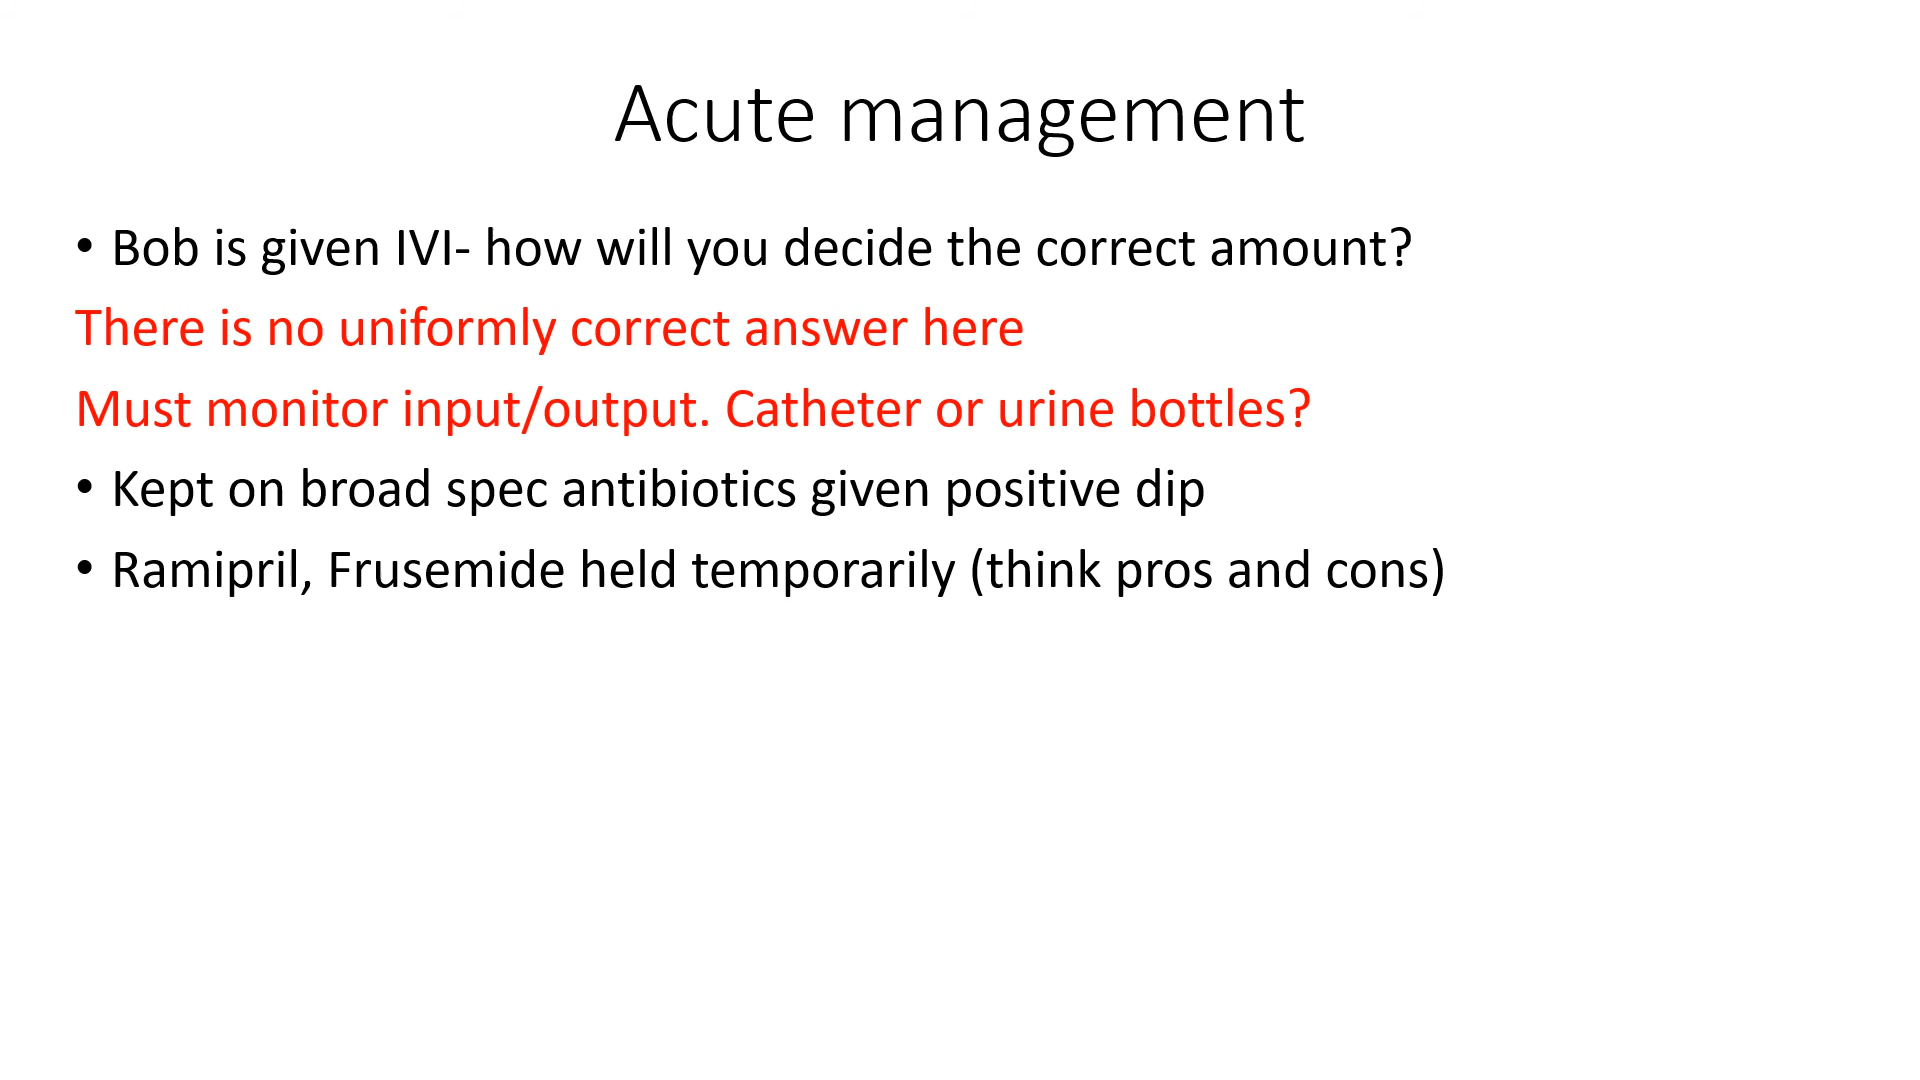 Acute management
• Bob is given IVI- how will you decide the correct amount?
There is no uniformly correct answer here
Must monitor input/output. Catheter or urine bottles?
• Kept on broad spec antibiotics given positive dip
• Ramipril, Frusemide held temporarily (think pros and cons)